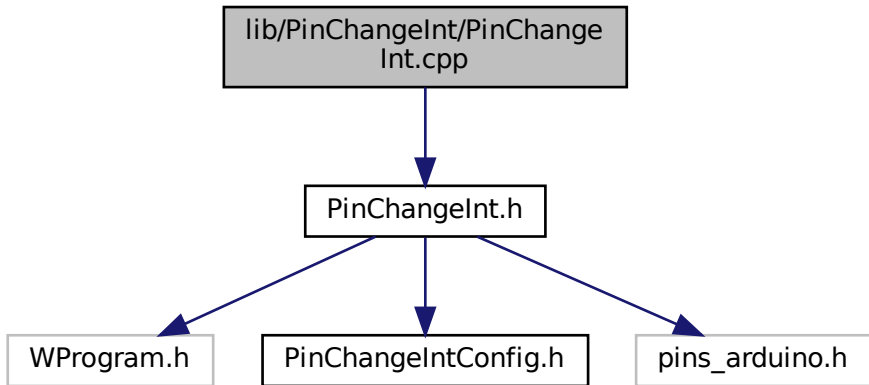 lib/PinChangeInt/PinChange
Int.cpp
PinChangeInt.h
WProgram.h
PinChangeIntConfig.h
pins_arduino.h